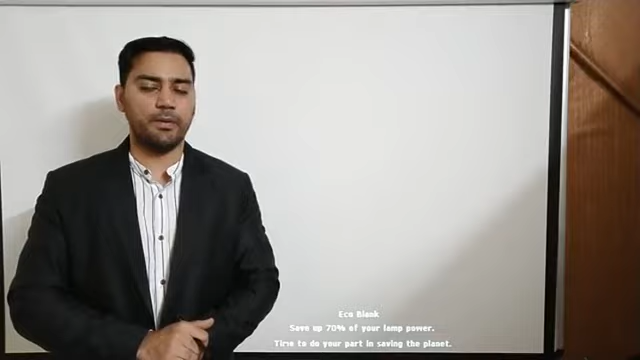 Eco Blank
Save up 70% of your lamp power.
Time to do your part in saving the planet.